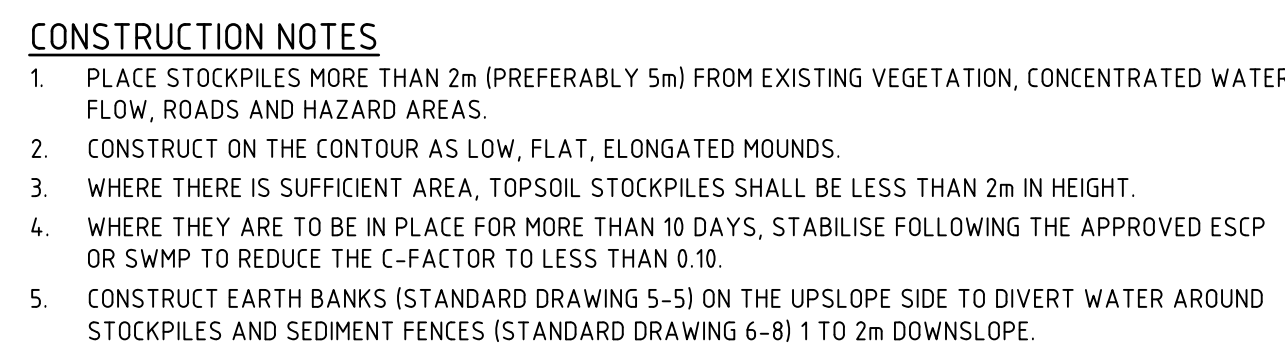 CONSTRUCTION NOTES
1. PLACE STOCKPILES MORE THAN 2m (PREFERABLY 5m) FROM EXISTING VEGETATION, CONCENTRATED WATER
FLOW, ROADS AND HAZARD AREAS.
2. CONSTRUCT ON THE CONTOUR AS LOW, FLAT, ELONGATED MOUNDS.
3. WHERE THERE IS SUFFICIENT AREA, TOPSOIL STOCKPILES SHALL BE LESS THAN 2m IN HEIGHT.
4. WHERE THEY ARE TO BE IN PLACE FOR MORE THAN 10 DAYS, STABILISE FOLLOWING THE APPROVED ESCP
OR SWMP TO REDUCE THE C-FACTOR TO LESS THAN 0.10.
5. CONSTRUCT EARTH BANKS (STANDARD DRAWING 5-5) ON THE UPSLOPE SIDE TO DIVERT WATER AROUND
STOCKPILES AND SEDIMENT FENCES (STANDARD DRAWING 6-8) 1 TO 2m DOWNSLOPE.